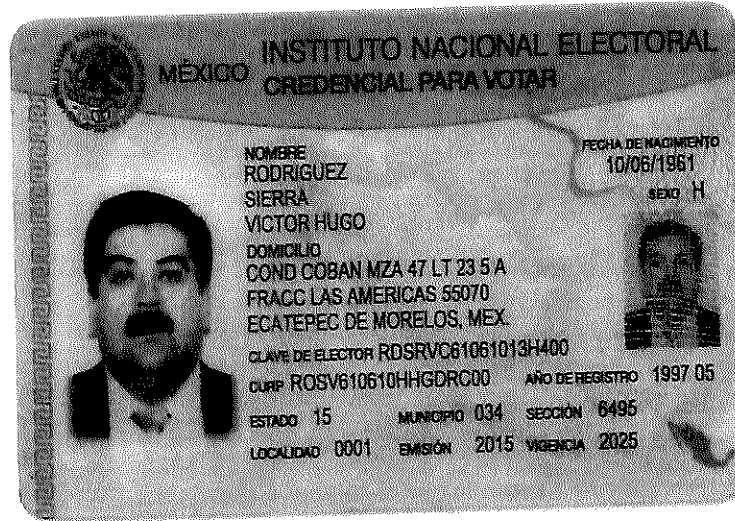 MÉXICO
INSTITUTO NACIONAL ELECTORAL
CREDENCIAL PARA VOTAR
NOMBRE
RODRIGUEZ
SIERRA
VICTOR HUGO
FECHA DE NACIMIENTO
10/06/1961
SEXO H
DOMICILIO
COND COBAN MZA 47 LT 23 5 A
FRACC LAS AMERICAS 55070
ECATEPEC DE MORELOS, MEX.
CLAVE DE ELECTOR RDSRVC61061013H400
CURP ROSV610610HHGDRC00 AÑO DE REGISTRO 1997 05
ESTADO 15 MUNICIPIO 034 SECCIÓN 6495
LOCALIDAD 0001 EMISIÓN 2015 VIGENCIA 2025